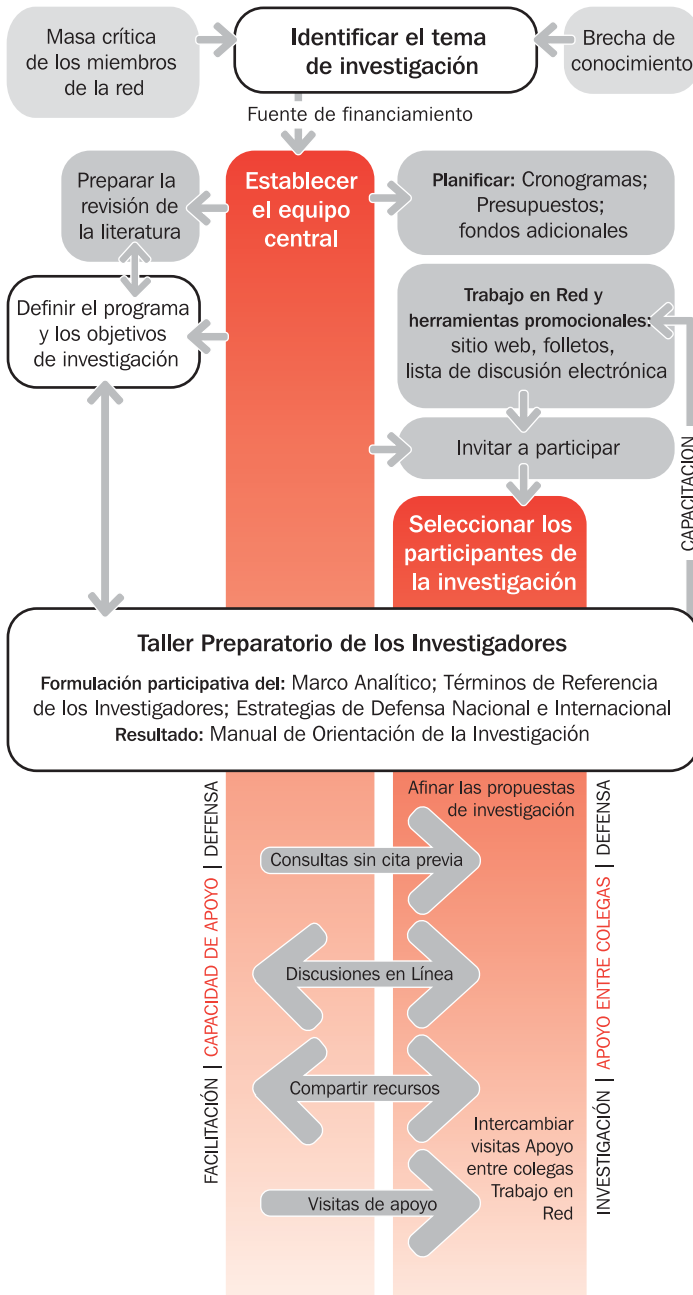 Masa crítica
de los miembros
de la red
Identificar el tema
de investigación
Brecha de
conocimiento
Fuente de financiamiento
Preparar la
revisión de
la literatura
Establecer
el equipo
central
Planificar: Cronogramas;
Presupuestos;
fondos adicionales
Definir el programa
y los objetivos
de investigación
Trabajo en Red y
herramientas promocionales:
sitio web, folletos,
lista de discusión electrónica
Invitar a participar
CAPACITACION
Seleccionar los
participantes de
la investigación
Taller Preparatorio de los Investigadores
Formulación participativa del: Marco Analítico; Términos de Referencia
de los Investigadores; Estrategias de Defensa Nacional e Internacional
Resultado: Manual de Orientación de la Investigación
Afinar las propuestas
de investigación
FACILITACIÓN | CAPACIDAD DE APOYO | DEFENSA
Consultas sin cita previa
Discusiones en Línea
Compartir recursos
Visitas de apoyo
Intercambiar
visitas Apoyo
entre colegas
Trabajo en
Red
INVESTIGACIÓN | APOYO ENTRE COLEGAS | DEFENSA